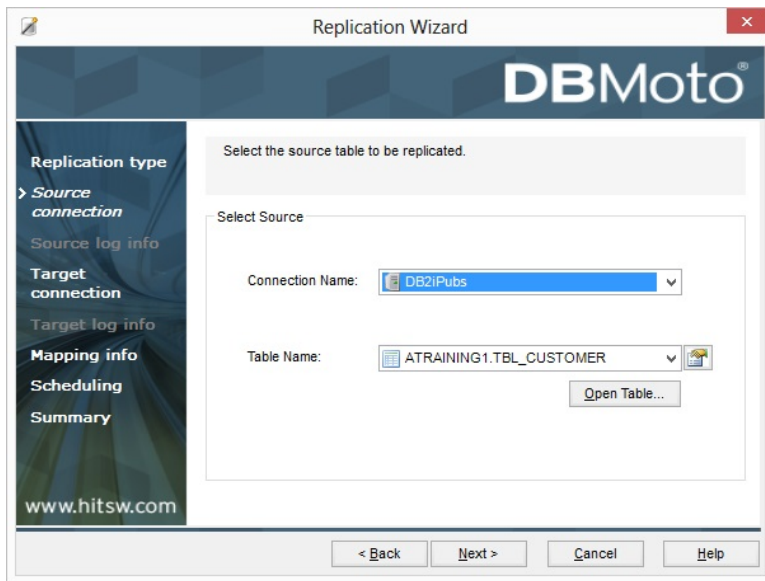 Replication Wizard
DBMoto®
Replication type
› Source
connection
Source log info
Target
connection
Target log info
Mapping info
Scheduling
Summary
www.hitsw.com
Select the source table to be replicated.
Select Source
Connection Name:
DB2iPubs
Table Name:
ATRAINING1.TBL_CUSTOMER
Open Table...
< Back
Next >
Cancel
Help